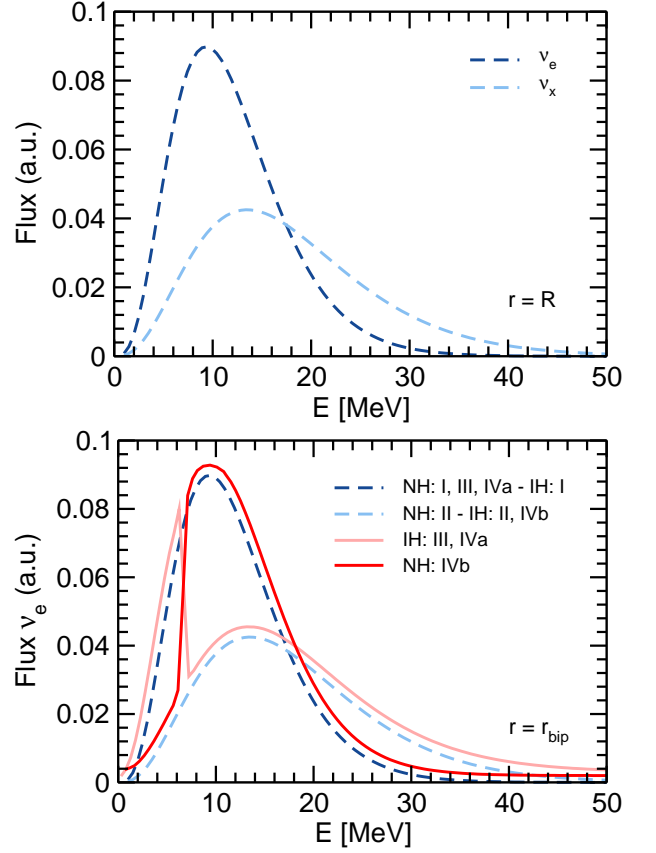 0.1
0.08
0.06
0.04
0.02
0
Flux (a.u.)
ν_e
ν_x
r = R
0 10 20 30 40 50
E [MeV]
0.1
0.08
0.06
0.04
0.02
0
Flux ν_e (a.u.)
NH: I, III, IVa - IH: I
NH: II - IH: II, IVb
IH: III, IVa
NH: IVb
r = r_bip
0 10 20 30 40 50
E [MeV]